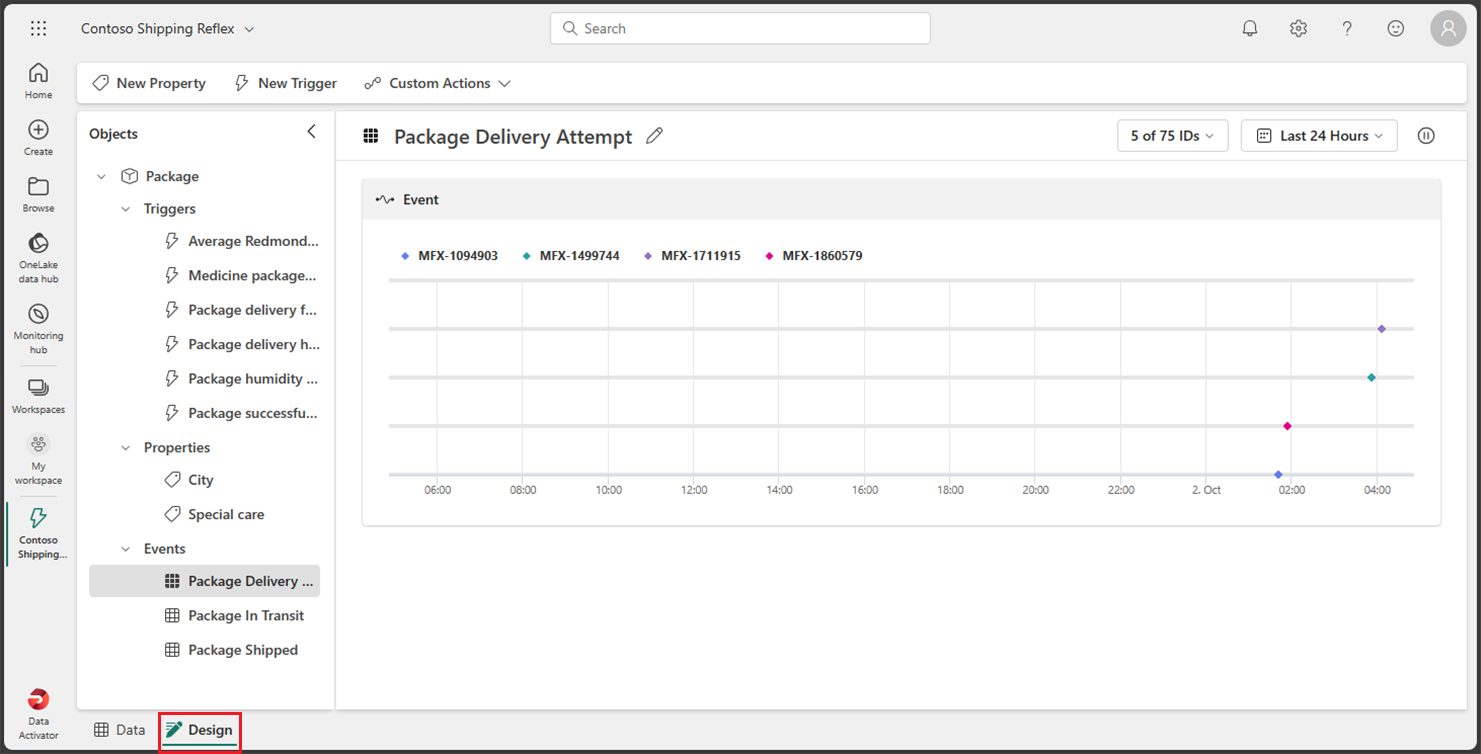 Contoso Shipping Reflex
Search
Home
Create
Browse
OneLake
data hub
Monitoring
hub
Workspaces
My
workspace
Contoso
Shipping...
Data
Activator
New Property
New Trigger
Custom Actions
Objects
Package
Triggers
Average Redmond...
Medicine package...
Package delivery f...
Package delivery h...
Package humidity ...
Package successfu...
Properties
City
Special care
Events
Package Delivery ...
Package In Transit
Package Shipped
Package Delivery Attempt
5 of 75 IDs
Last 24 Hours
Event
MFX-1094903 MFX-1499744 MFX-1711915 MFX-1860579
06:00 08:00 10:00 12:00 14:00 16:00 18:00 20:00 22:00 2. Oct 02:00 04:00
Data
Design